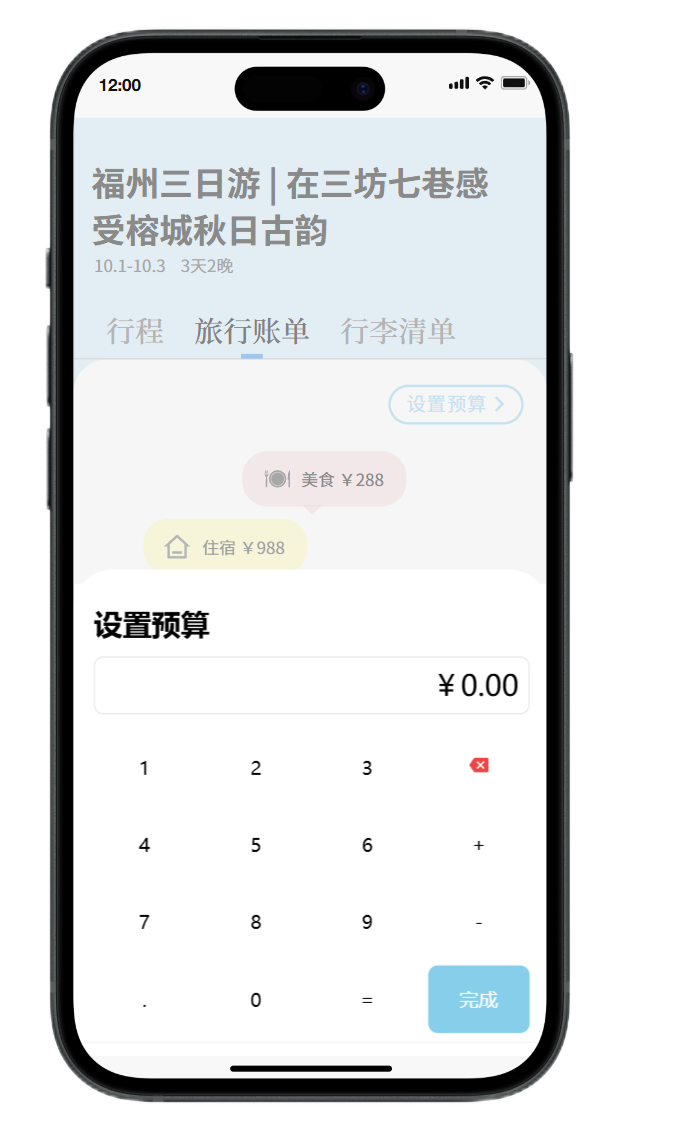 12:00
福州三日游 | 在三坊七巷感
受榕城秋日古韵
10.1-10.3 3天2晚
行程 旅行账单 行李清单
设置预算 >
美食 ￥288
住宿 ￥988
设置预算
￥0.00
1 2 3
4 5 6 +
7 8 9 -
. 0 = 完成